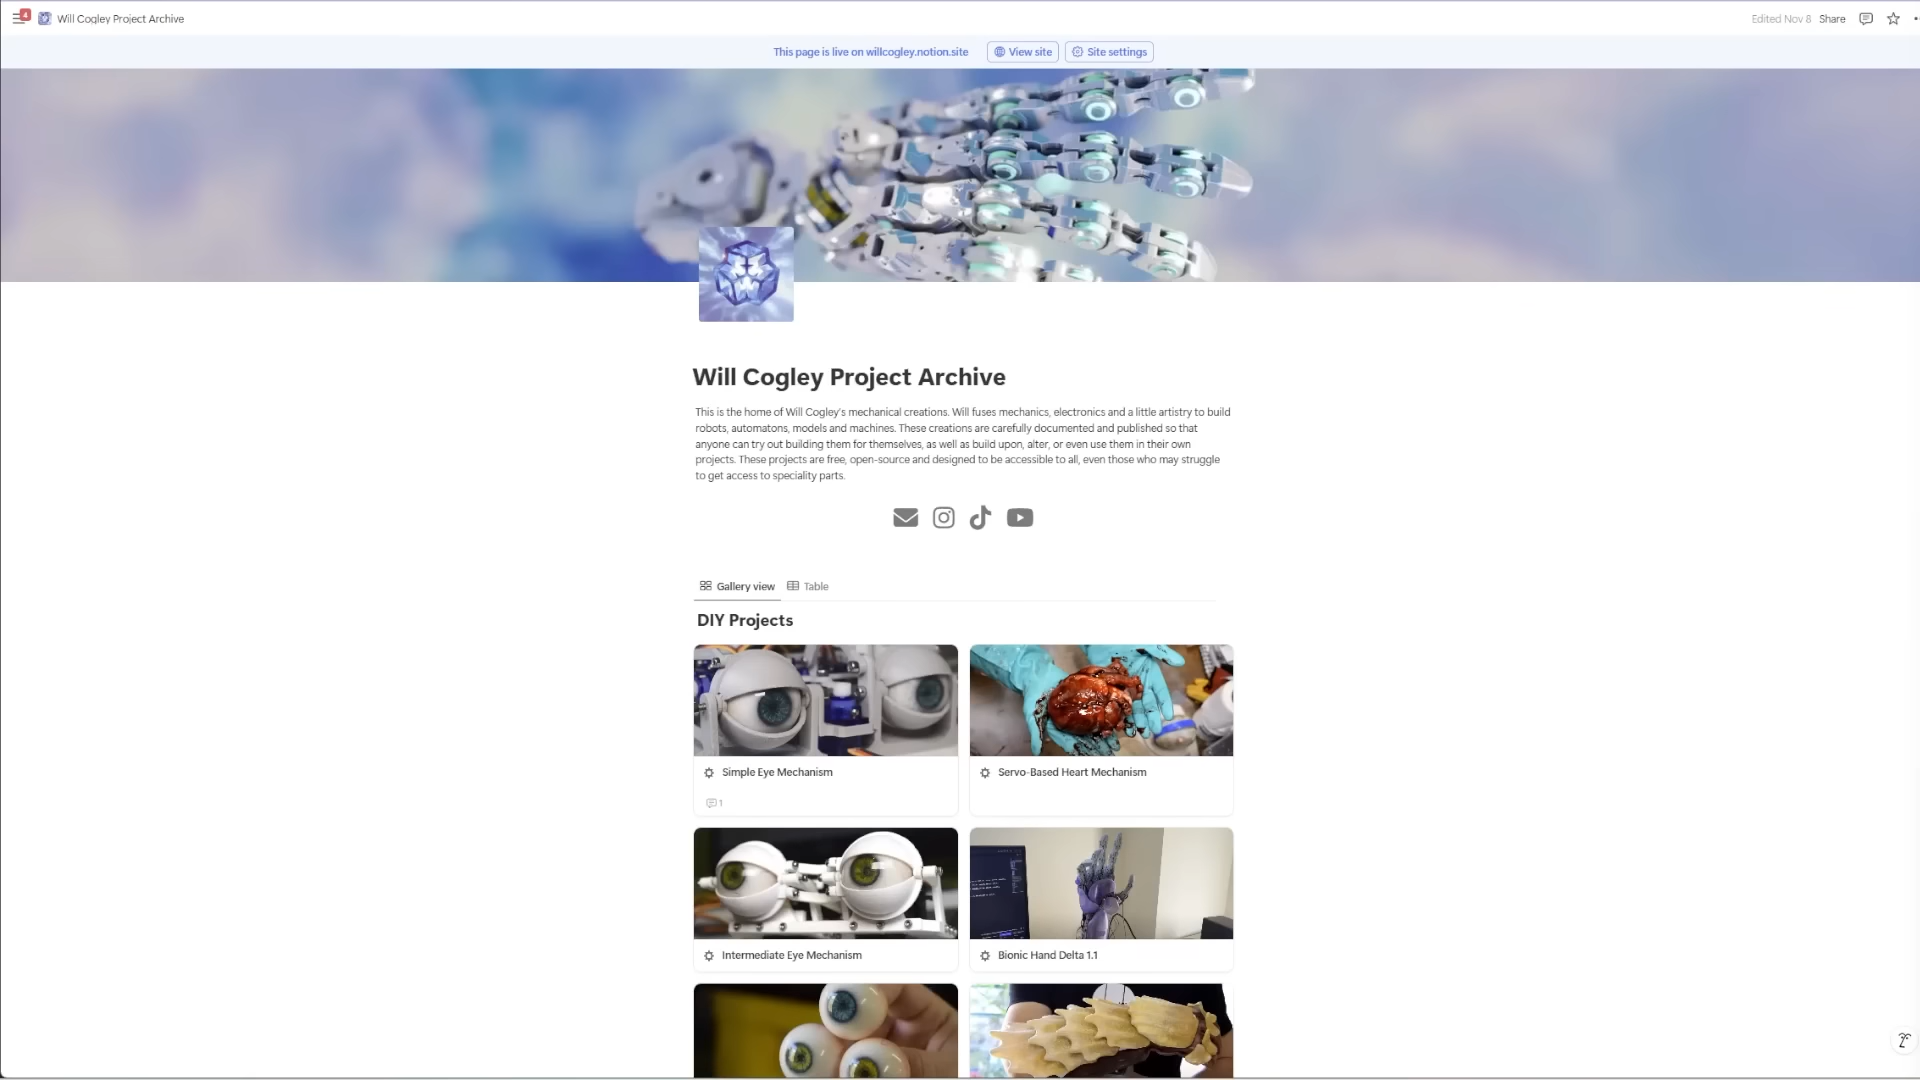 4
Will Cogley Project Archive
Edited Nov 8
Share
This page is live on willcogley.notion.site
View site
Site settings
Will Cogley Project Archive
This is the home of Will Cogley's mechanical creations. Will fuses mechanics, electronics and a little artistry to build
robots, automatons, models and machines. These creations are carefully documented and published so that
anyone can try out building them for themselves, as well as build upon, alter, or even use them in their own
projects. These projects are free, open-source and designed to be accessible to all, even those who may struggle
to get access to speciality parts.
Gallery view
Table
DIY Projects
Simple Eye Mechanism
1
Servo-Based Heart Mechanism
Intermediate Eye Mechanism
Bionic Hand Delta 1.1